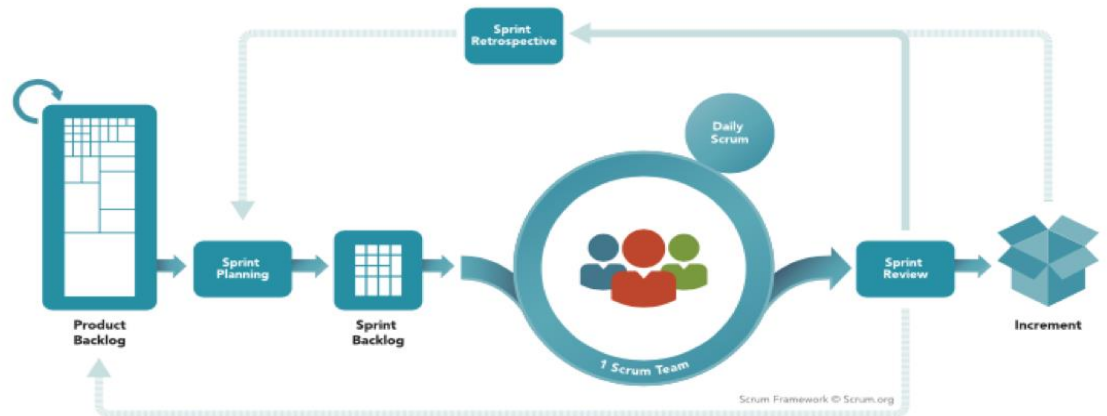 Sprint
Retrospective
Daily
Scrum
Sprint
Planning
Sprint
Review
Product
Backlog
Sprint
Backlog
1 Scrum Team
Increment
Scrum Framework © Scrum.org